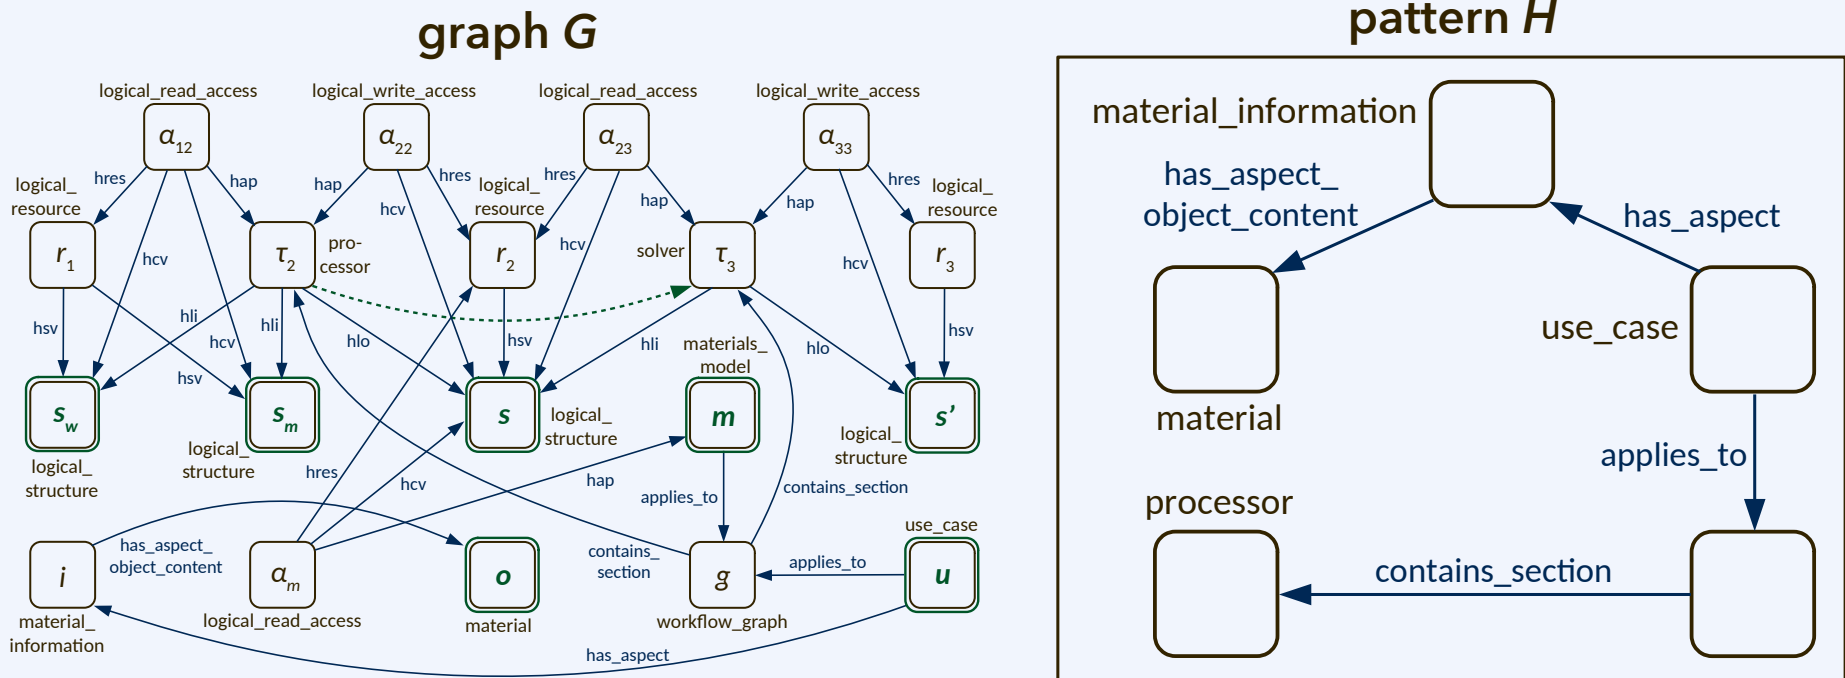 graph G
pattern H
logical_read_access
logical_write_access
logical_read_access
logical_write_access
α12
α22
α23
α33
hres
hap
hap
hres
hres
hap
hap
hres
logical_
resource
logical_
resource
logical_
resource
hcv
hcv
hcv
hcv
r1
τ2
pro-
cessor
r2
solver
τ3
r3
hsv
hli
hcv
hli
hlo
hsv
hli
hlo
hsv
hsv
materials_
model
sw
sm
s
m
s’
logical_
structure
logical_
structure
logical_
structure
logical_
structure
hres
hcv
hap
applies_to
contains_section
use_case
has_aspect_
object_content
contains_
section
applies_to
i
αm
o
g
u
material_
information
logical_read_access
material
workflow_graph
has_aspect
material_information
has_aspect_
object_content
has_aspect
use_case
material
applies_to
processor
contains_section